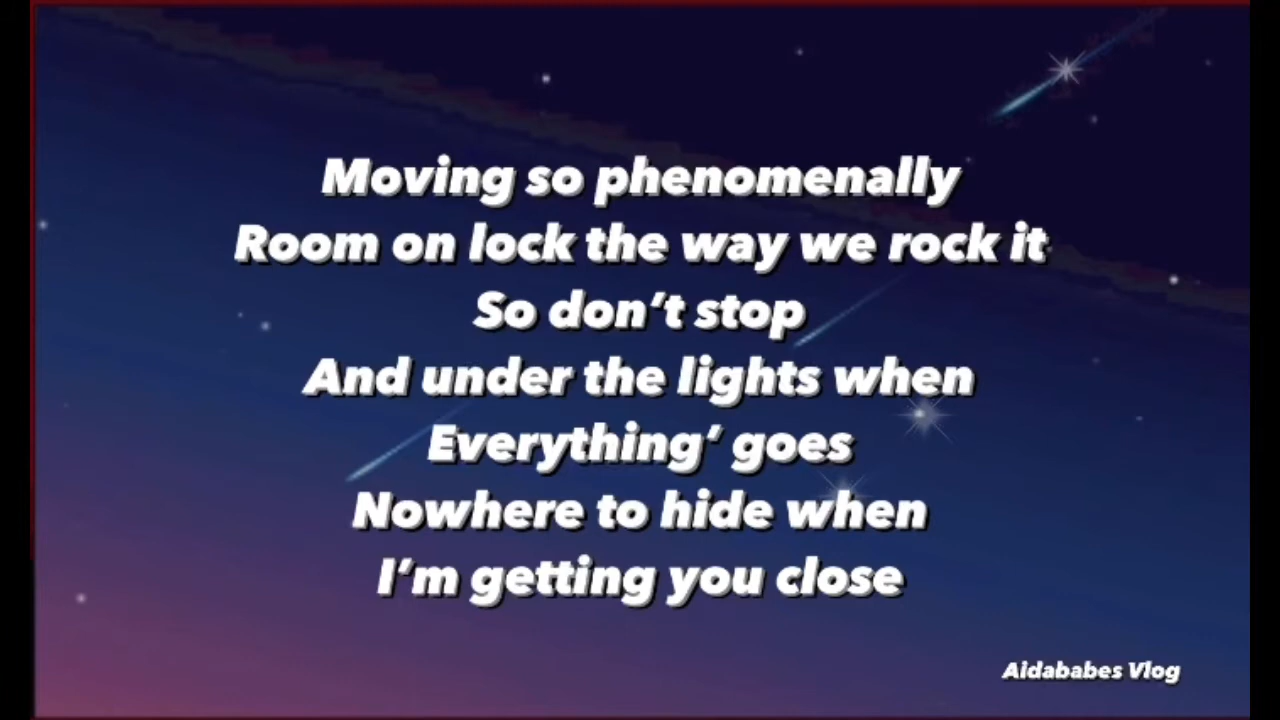 Moving so phenomenally
Room on lock the way we rock it
So don’t stop
And under the lights when
Everything’ goes
Nowhere to hide when
I’m getting you close
Aidababes Vlog